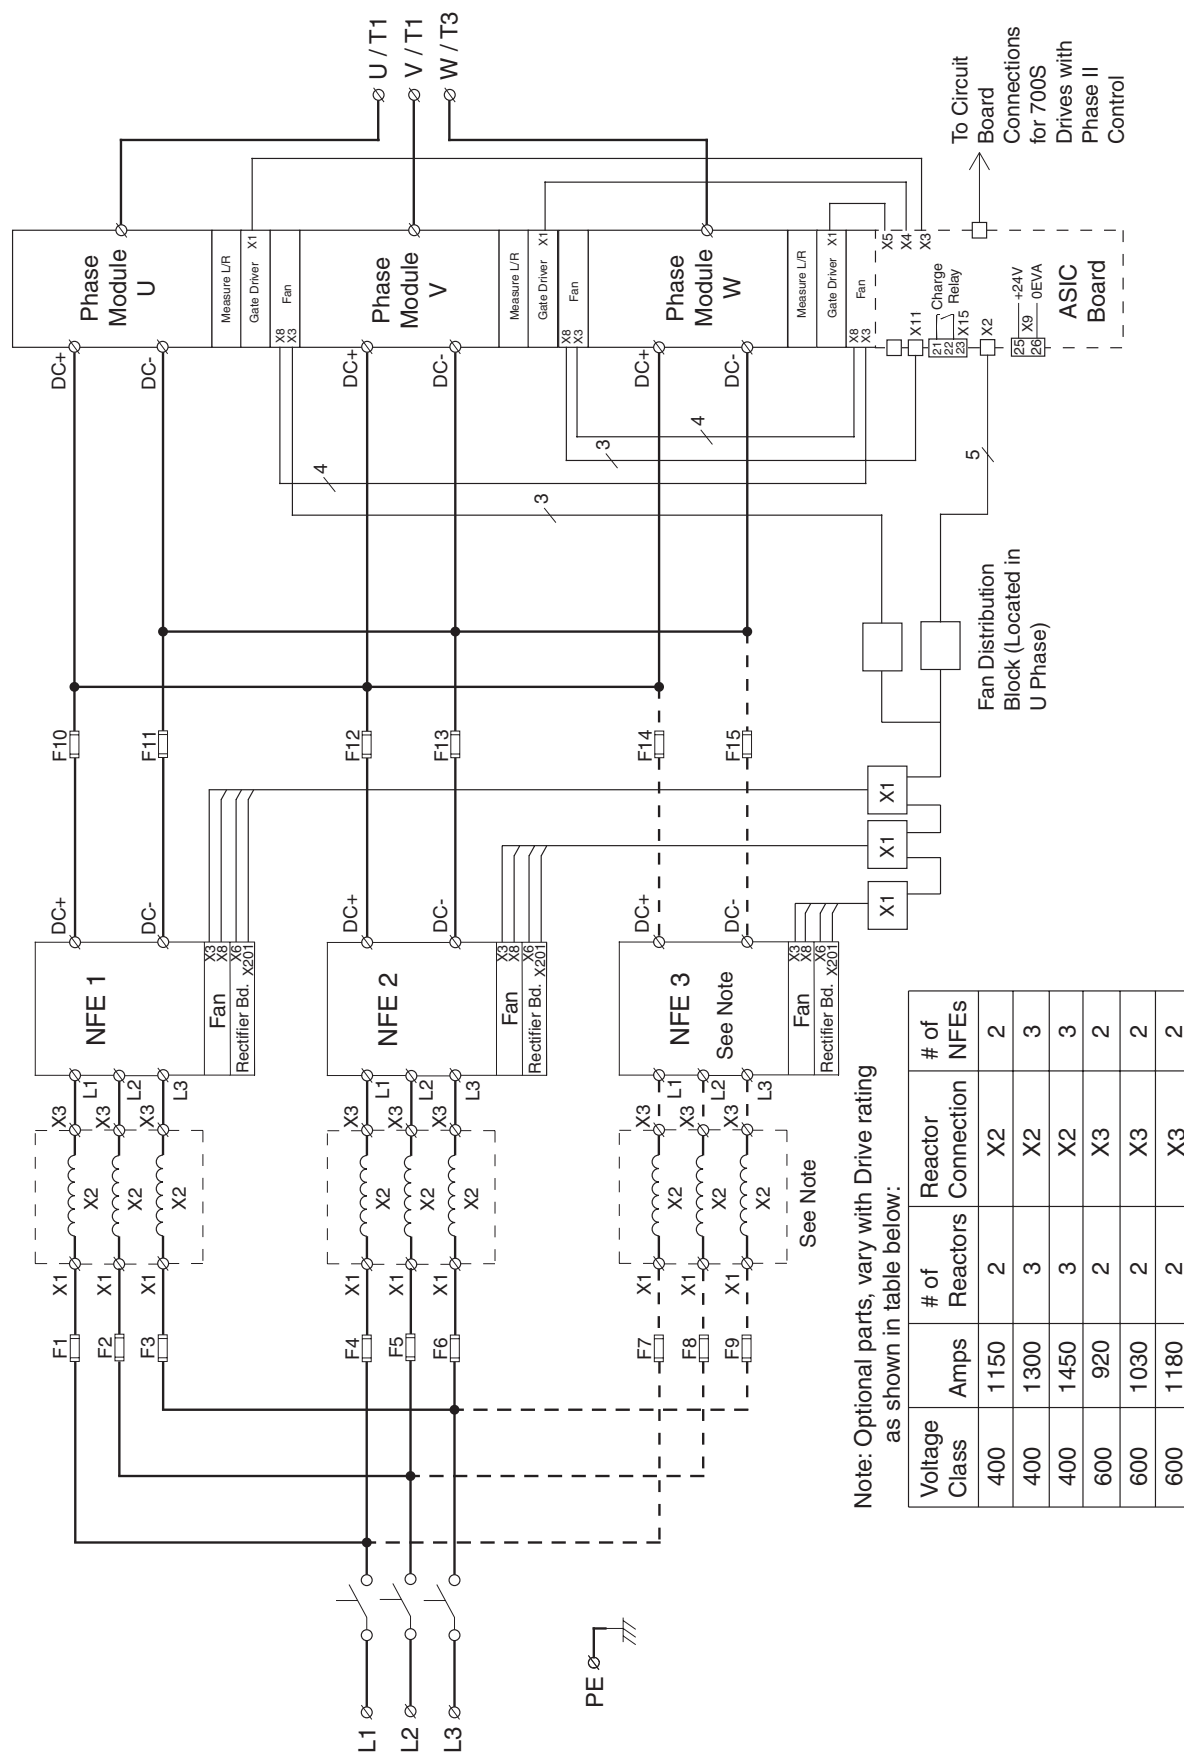 U / T1
V / T1
W / T3
To Circuit
Board
Connections
for 700S
Drives with
Phase II
Control
Phase
Module
U
Measure L/R
Gate Driver X1
Fan
X8
X3
Phase
Module
V
Measure L/R
Gate Driver X1
Fan
X8
X3
Phase
Module
W
Measure L/R
Gate Driver X1
Fan
X8
X3
X5
X4
X3
X11
Charge
Relay
21
22
23
X15
X2
25
26
+24V
X9
0EVA
ASIC
Board
DC+
DC-
DC+
DC-
DC+
DC-
4
3
3
4
5
Fan Distribution
Block (Located in
U Phase)
F10
F11
F12
F13
F14
F15
X1
X1
X1
DC+
DC-
DC+
DC-
DC+
DC-
NFE 1
Fan
X3
X8
Rectifier Bd.
X6
X201
NFE 2
Fan
X3
X8
Rectifier Bd.
X6
X201
NFE 3
See Note
Fan
X3
X8
Rectifier Bd.
X6
X201
L1
L2
L3
L1
L2
L3
L1
L2
L3
X3
X3
X3
X3
X3
X3
X3
X3
X3
X2
X2
X2
X2
X2
X2
X2
X2
X2
See Note
X1
X1
X1
X1
X1
X1
X1
X1
X1
F1
F2
F3
F4
F5
F6
F7
F8
F9
L1
L2
L3
PE
Note: Optional parts, vary with Drive rating
as shown in table below:
Voltage Class Amps # of Reactors Reactor Connection # of NFEs
400 1150 2 X2 2
400 1300 3 X2 3
400 1450 3 X2 3
600 920 2 X3 2
600 1030 2 X3 2
600 1180 2 X3 2